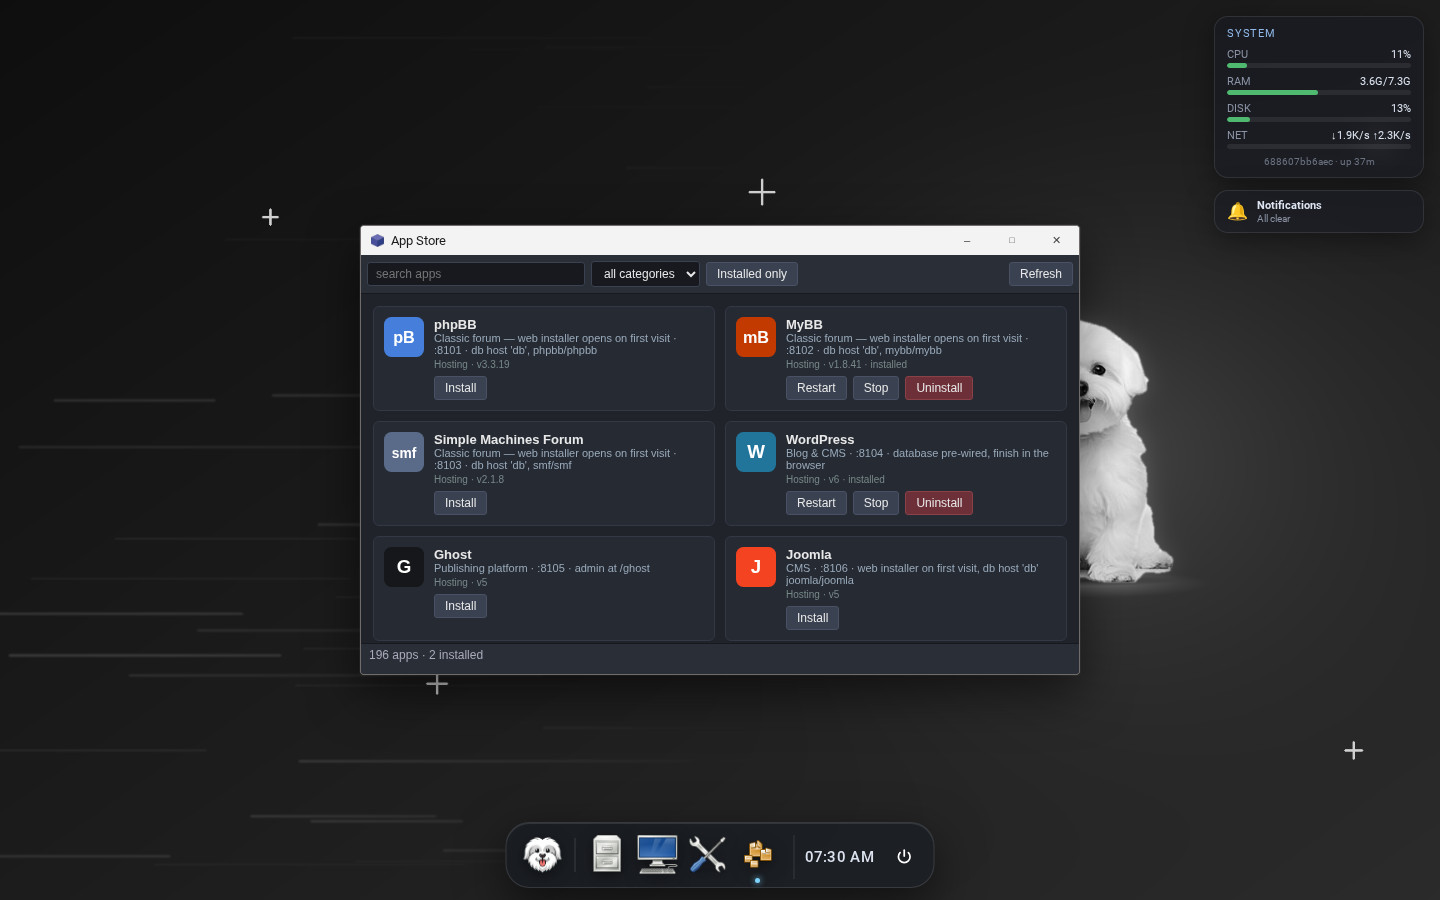 SYSTEM
CPU 11%
RAM 3.6G/7.3G
DISK 13%
NET ↓1.9K/s ↑2.3K/s
688607bb6aec · up 37m
Notifications
All clear
App Store
search apps
all categories
Installed only
Refresh
pB
phpBB
Classic forum — web installer opens on first visit ·
:8101 · db host 'db', phpbb/phpbb
Hosting · v3.3.19
Install
mB
MyBB
Classic forum — web installer opens on first visit ·
:8102 · db host 'db', mybb/mybb
Hosting · v1.8.41 · installed
Restart Stop Uninstall
smf
Simple Machines Forum
Classic forum — web installer opens on first visit ·
:8103 · db host 'db', smf/smf
Hosting · v2.1.8
Install
W
WordPress
Blog & CMS · :8104 · database pre-wired, finish in the
browser
Hosting · v6 · installed
Restart Stop Uninstall
G
Ghost
Publishing platform · :8105 · admin at /ghost
Hosting · v5
Install
J
Joomla
CMS · :8106 · web installer on first visit, db host 'db'
joomla/joomla
Hosting · v5
Install
196 apps · 2 installed
07:30 AM